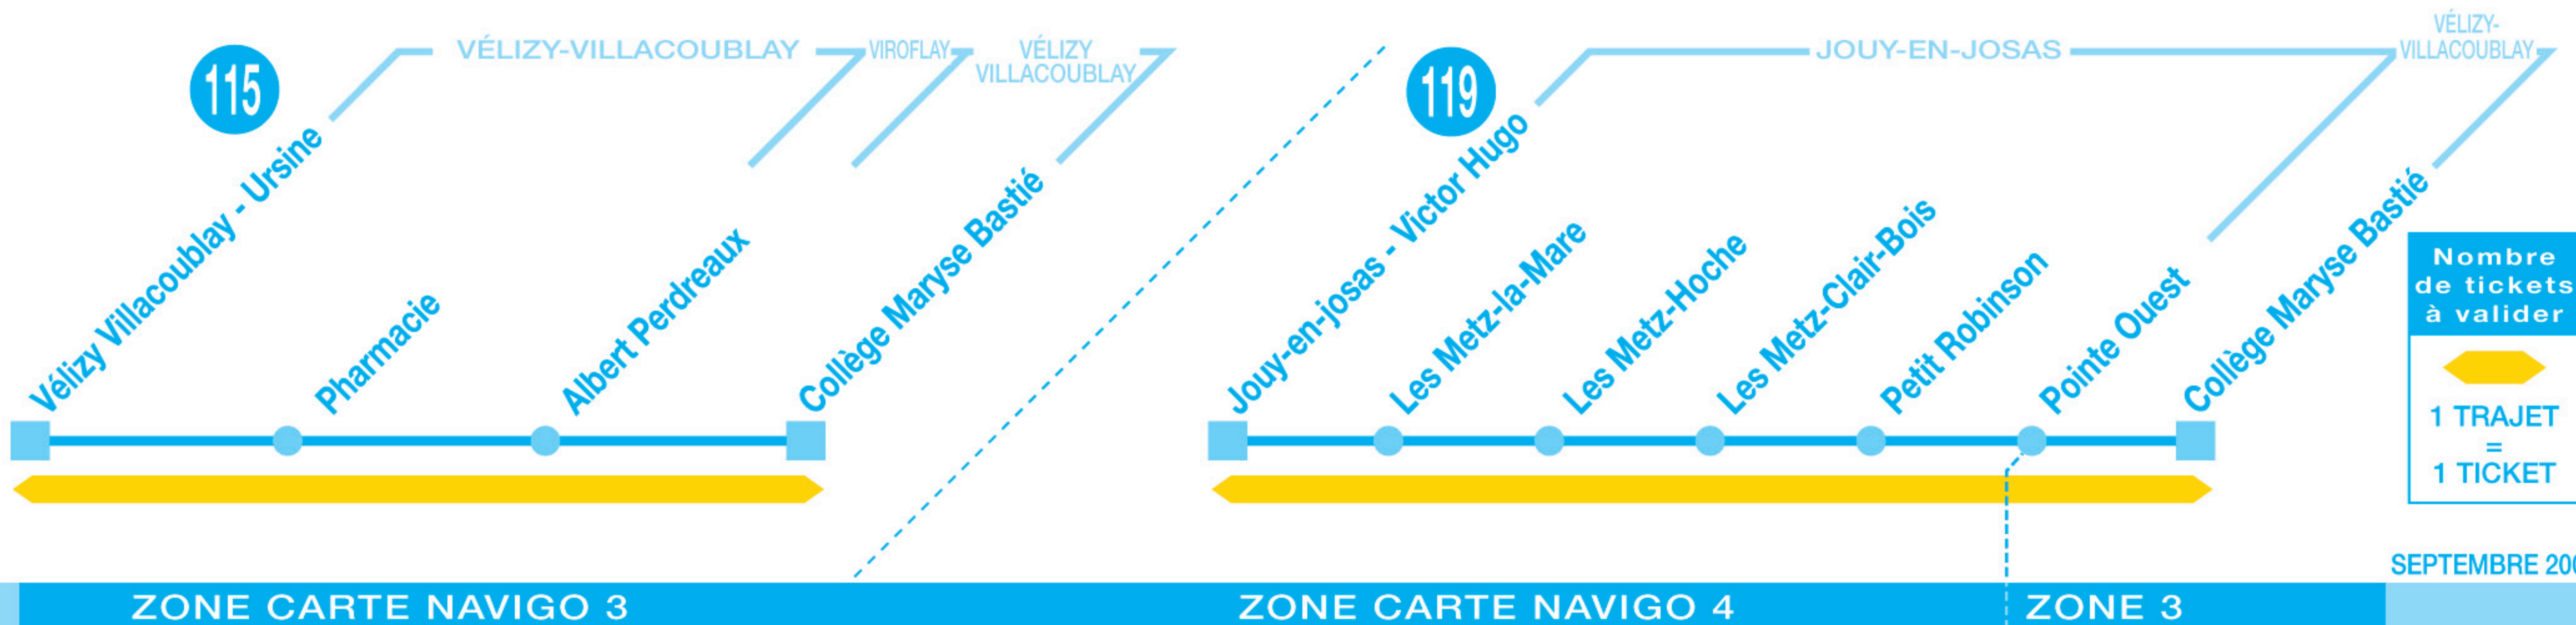 115
VÉLIZY-VILLACOUBLAY
VIROFLAY
VÉLIZY
VILLACOUBLAY
Vélizy Villacoublay - Ursine
Pharmacie
Albert Perdreaux
Collège Maryse Bastié
119
JOUY-EN-JOSAS
VÉLIZY-
VILLACOUBLAY
Jouy-en-josas - Victor Hugo
Les Metz-la-Mare
Les Metz-Hoche
Les Metz-Clair-Bois
Petit Robinson
Pointe Ouest
Collège Maryse Bastié
Nombre
de tickets
à valider
1 TRAJET
=
1 TICKET
SEPTEMBRE
ZONE CARTE NAVIGO 3
ZONE CARTE NAVIGO 4
ZONE 3